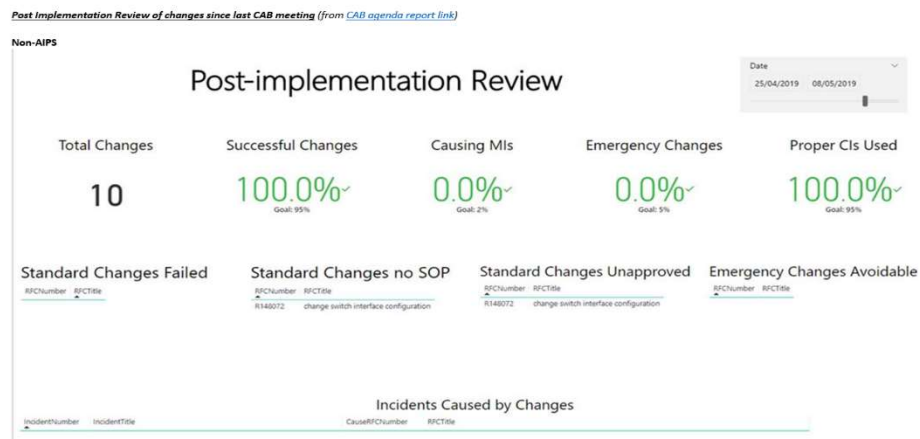 Post Implementation Review of changes since last CAB meeting (from CAB agenda report link)
Non-AIPS
Post-implementation Review
Date
25/04/2019 08/05/2019
Total Changes Successful Changes Causing MIs Emergency Changes Proper CIs Used
10 100.0% 0.0% 0.0% 100.0%
Goal: 95% Goal: 2% Goal: 5% Goal: 95%
Standard Changes Failed Standard Changes no SOP Standard Changes Unapproved Emergency Changes Avoidable
RFCNumber RFCTitle RFCNumber RFCTitle RFCNumber RFCTitle RFCNumber RFCTitle
R148072 change switch interface configuration R148072 change switch interface configuration
Incidents Caused by Changes
IncidentNumber IncidentTitle CauseRFCNumber RFCTitle